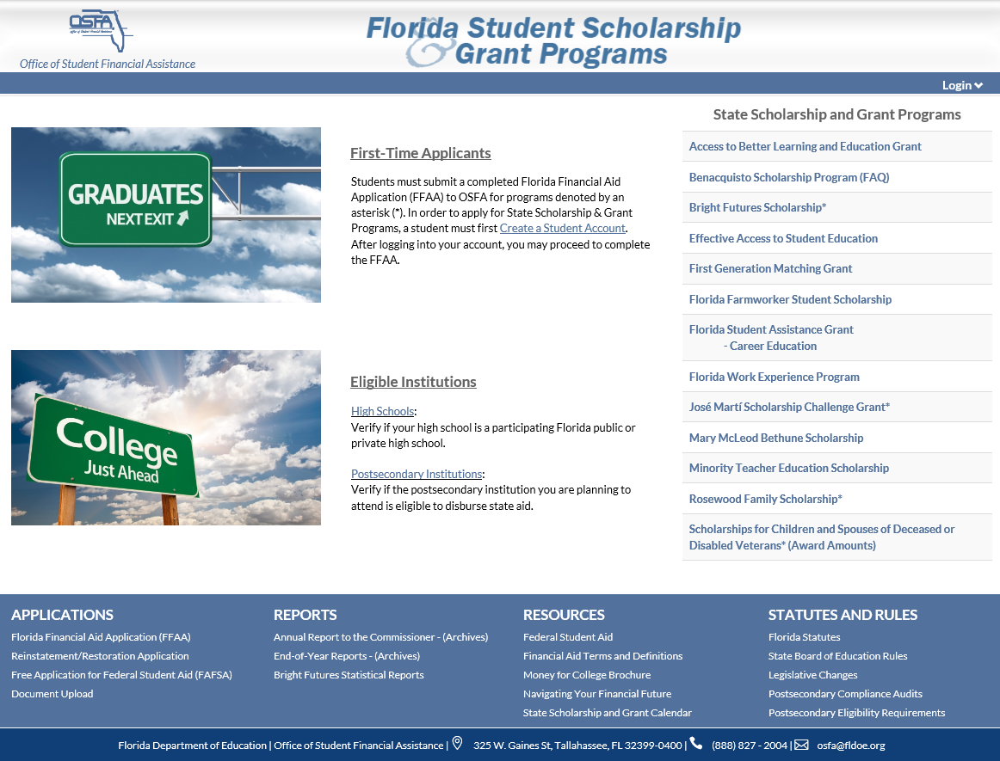 OSFA
Office of Student Financial Assistance
Office of Student Financial Assistance
Florida Student Scholarship
& Grant Programs
Login
GRADUATES
NEXT EXIT
First-Time Applicants
Students must submit a completed Florida Financial Aid
Application (FFAA) to OSFA for programs denoted by an
asterisk (*). In order to apply for State Scholarship & Grant
Programs, a student must first Create a Student Account.
After logging into your account, you may proceed to complete
the FFAA.
College
Just Ahead
Eligible Institutions
High Schools:
Verify if your high school is a participating Florida public or
private high school.
Postsecondary Institutions:
Verify if the postsecondary institution you are planning to
attend is eligible to disburse state aid.
State Scholarship and Grant Programs
Access to Better Learning and Education Grant
Benacquisto Scholarship Program (FAQ)
Bright Futures Scholarship*
Effective Access to Student Education
First Generation Matching Grant
Florida Farmworker Student Scholarship
Florida Student Assistance Grant
- Career Education
Florida Work Experience Program
José Martí Scholarship Challenge Grant*
Mary McLeod Bethune Scholarship
Minority Teacher Education Scholarship
Rosewood Family Scholarship*
Scholarships for Children and Spouses of Deceased or
Disabled Veterans* (Award Amounts)
APPLICATIONS
Florida Financial Aid Application (FFAA)
Reinstatement/Restoration Application
Free Application for Federal Student Aid (FAFSA)
Document Upload
REPORTS
Annual Report to the Commissioner - (Archives)
End-of-Year Reports - (Archives)
Bright Futures Statistical Reports
RESOURCES
Federal Student Aid
Financial Aid Terms and Definitions
Money for College Brochure
Navigating Your Financial Future
State Scholarship and Grant Calendar
STATUTES AND RULES
Florida Statutes
State Board of Education Rules
Legislative Changes
Postsecondary Compliance Audits
Postsecondary Eligibility Requirements
Florida Department of Education | Office of Student Financial Assistance | 325 W. Gaines St, Tallahassee, FL 32399-0400 | (888) 827 - 2004 | osfa@fldoe.org